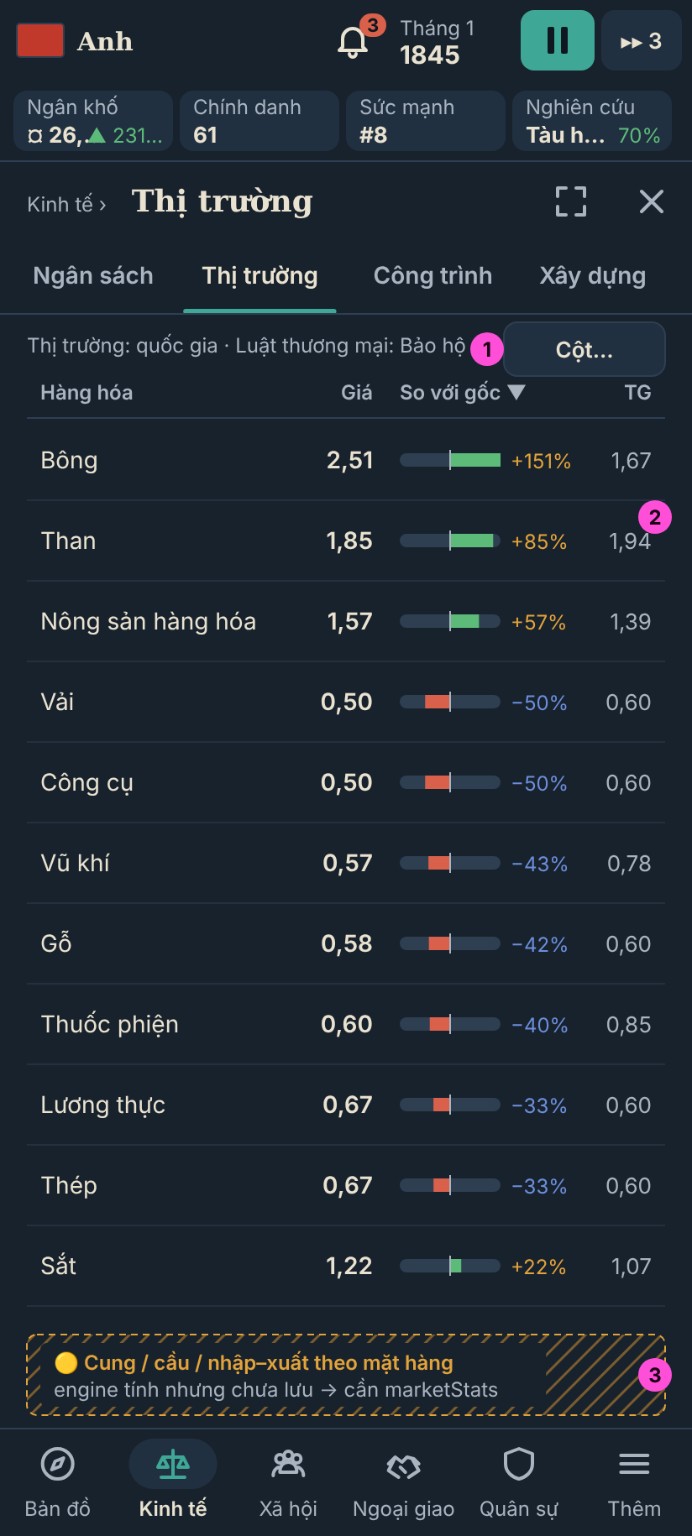 Anh
3
Tháng 1
1845
▸▸ 3
Ngân khố
¤ 26,.. ▲ 231...
Chính danh
61
Sức mạnh
#8
Nghiên cứu
Tàu h... 70%
Kinh tế › Thị trường
Ngân sách Thị trường Công trình Xây dựng
Thị trường: quốc gia · Luật thương mại: Bảo hộ 1 Cột...
Hàng hóa Giá So với gốc ▼ TG
Bông 2,51 +151% 1,67
2
Than 1,85 +85% 1,94
Nông sản hàng hóa 1,57 +57% 1,39
Vải 0,50 −50% 0,60
Công cụ 0,50 −50% 0,60
Vũ khí 0,57 −43% 0,78
Gỗ 0,58 −42% 0,60
Thuốc phiện 0,60 −40% 0,85
Lương thực 0,67 −33% 0,60
Thép 0,67 −33% 0,60
Sắt 1,22 +22% 1,07
🟡 Cung / cầu / nhập–xuất theo mặt hàng
engine tính nhưng chưa lưu → cần marketStats
3
Bản đồ Kinh tế Xã hội Ngoại giao Quân sự Thêm